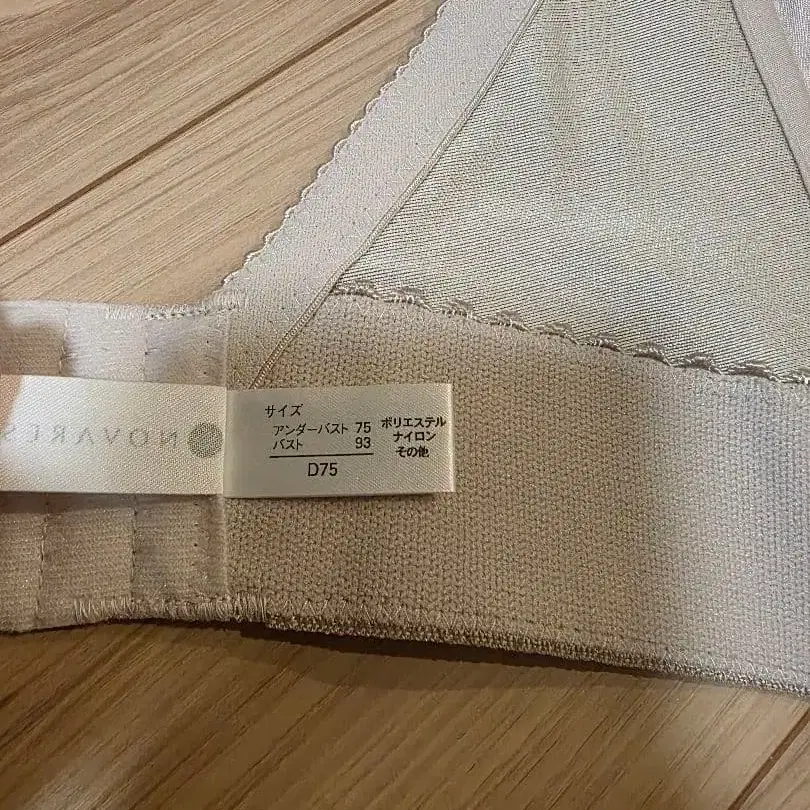 NOVARES
サイズ
アンダーバスト 75
バスト 93
D75
ポリエステル
ナイロン
その他